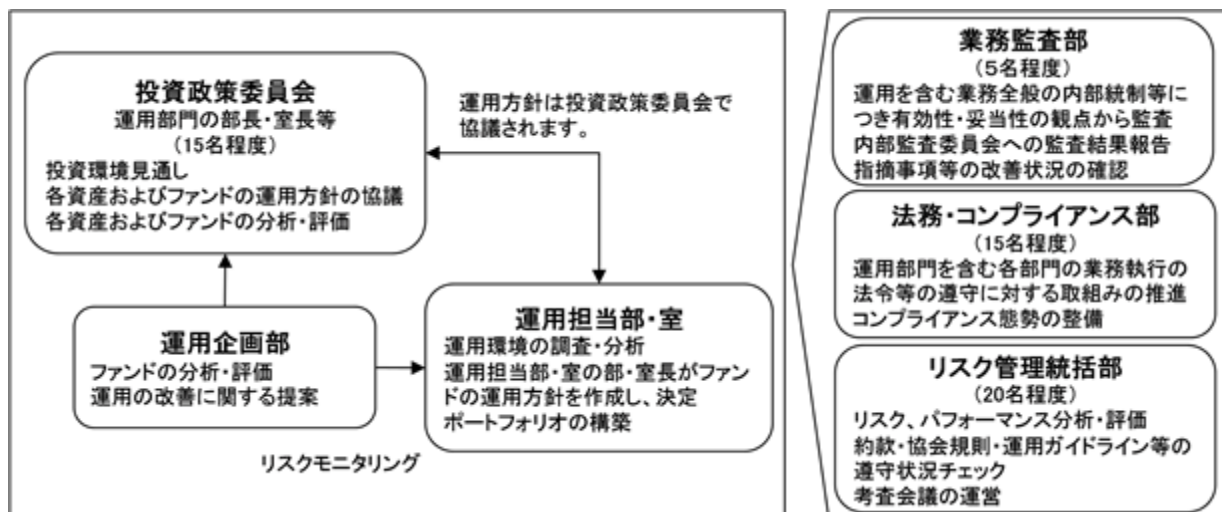 投資政策委員会
運用部門の部長・室長等
(15名程度)
投資環境見通し
各資産およびファンドの運用方針の協議
各資産およびファンドの分析・評価
運用方針は投資政策委員会で
協議されます。
運用企画部
ファンドの分析・評価
運用の改善に関する提案
運用担当部・室
運用環境の調査・分析
運用担当部・室の部・室長がファン
ドの運用方針を作成し、決定
ポートフォリオの構築
リスクモニタリング
業務監査部
(5名程度)
運用を含む業務全般の内部統制等に
つき有効性・妥当性の観点から監査
内部監査委員会への監査結果報告
指摘事項等の改善状況の確認
法務・コンプライアンス部
(15名程度)
運用部門を含む各部門の業務執行の
法令等の遵守に対する取組みの推進
コンプライアンス態勢の整備
リスク管理統括部
(20名程度)
リスク、パフォーマンス分析・評価
約款・協会規則・運用ガイドライン等の
遵守状況チェック
考査会議の運営